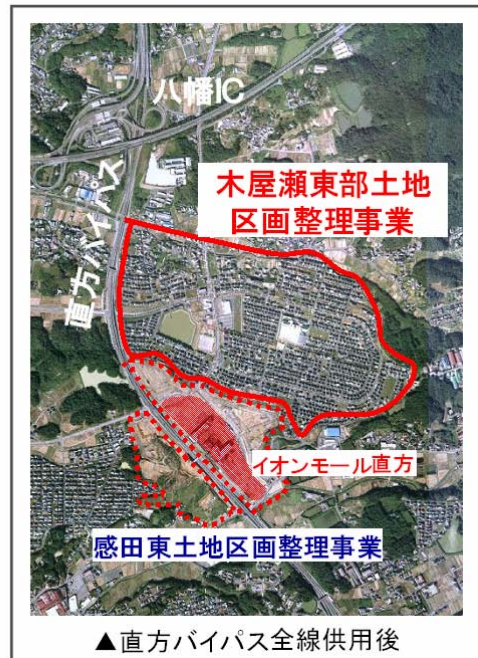 八幡IC
直方バイパス
木屋瀬東部土地
区画整理事業
イオンモール直方
感田東土地区画整理事業
▲直方バイパス全線供用後